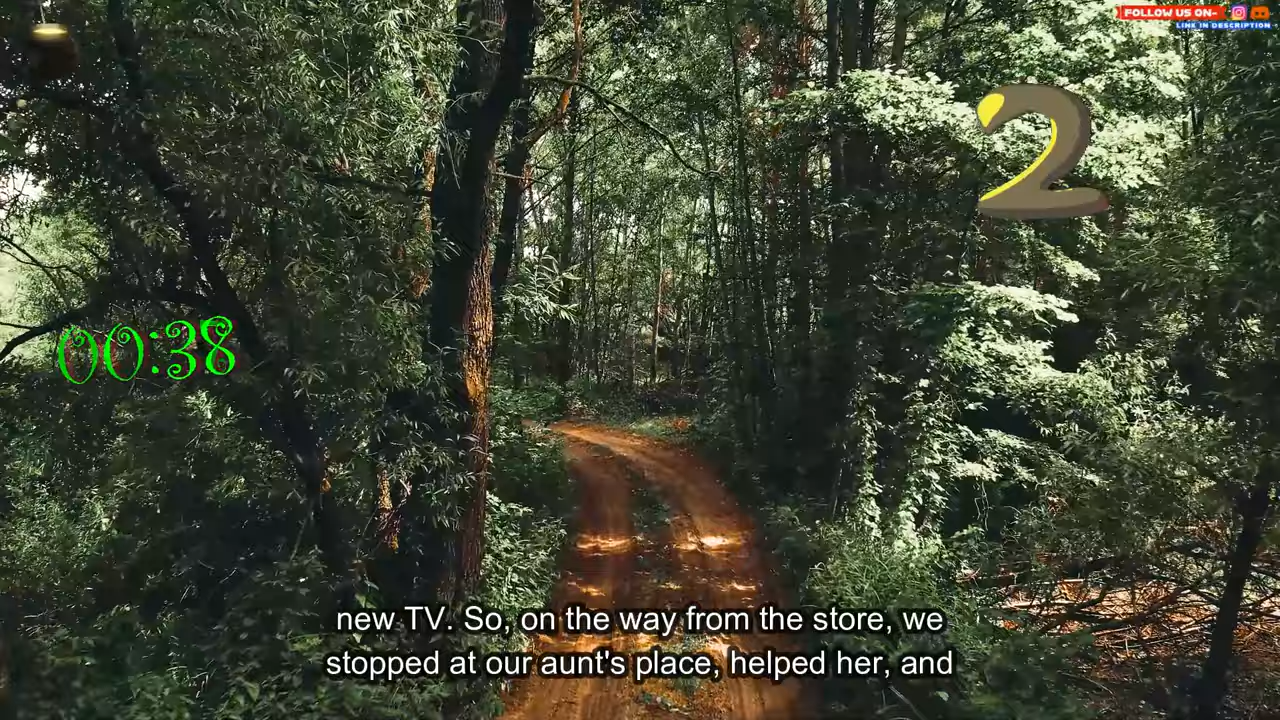 FOLLOW US ON-
LINK IN DESCRIPTION
2
00:38
new TV. So, on the way from the store, we
stopped at our aunt's place, helped her, and